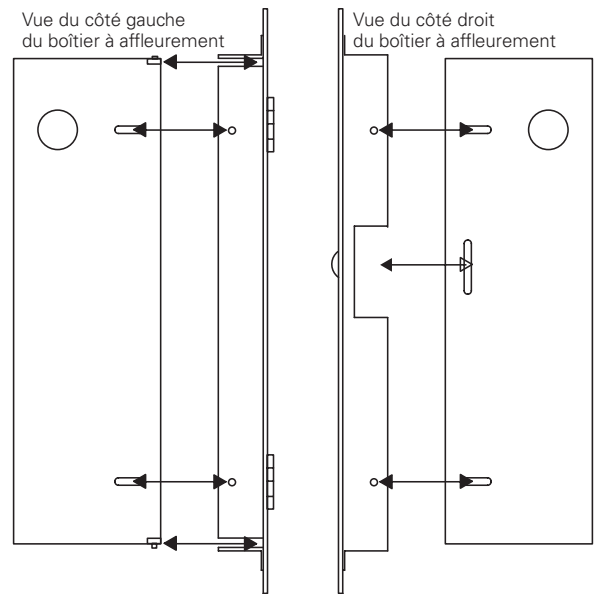 Vue du côté gauche
du boîtier à affleurement
Vue du côté droit
du boîtier à affleurement